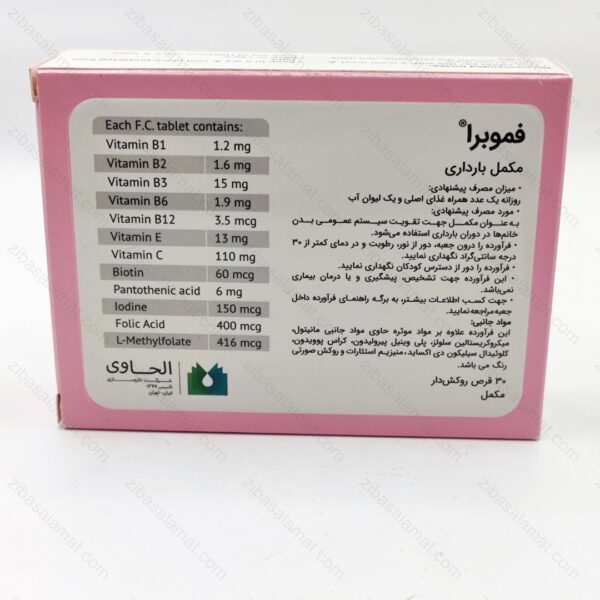 Each F.C. tablet contains:
Vitamin B1 1.2 mg
Vitamin B2 1.6 mg
Vitamin B3 15 mg
Vitamin B6 1.9 mg
Vitamin B12 3.5 mcg
Vitamin E 13 mg
Vitamin C 110 mg
Biotin 60 mcg
Pantothenic acid 6 mg
Iodine 150 mcg
Folic Acid 400 mcg
L-Methylfolate 416 mcg
الحاوی
شرکت داروسازی
تاسیس ۱۳۴۷
ایران-تهران
فموبرا®
مکمل بارداری
• میزان مصرف پیشنهادی:
روزانه یک عدد همراه غذای اصلی و یک لیوان آب
• مورد مصرف پیشنهادی:
به عنوان مکمل جهت تقویت سیستم عمومی بدن
خانم‌ها در دوران بارداری استفاده می‌شود.
• فرآورده را درون جعبه، دور از نور، رطوبت و در دمای کمتر از ۳۰
درجه سانتی‌گراد نگهداری نمایید.
• فرآورده را دور از دسترس کودکان نگهداری نمایید.
• این فرآورده جهت تشخیص، پیشگیری و یا درمان بیماری
نمی‌باشد.
• جهت کسب اطلاعات بیشتر، به برگه راهنمای فرآورده داخل
جعبه مراجعه نمایید.
مواد جانبی:
این فرآورده علاوه بر مواد موثره حاوی مواد جانبی مانیتول،
میکروکریستالین سلولز، پلی وینیل پیرولیدون، کراس پوویدون،
کلوئیدال سیلیکون دی اکساید، منیزیم استئارات و روکش صورتی
رنگ می باشد.
۳۰ قرص روکش‌دار
مکمل
zibasalamat.com